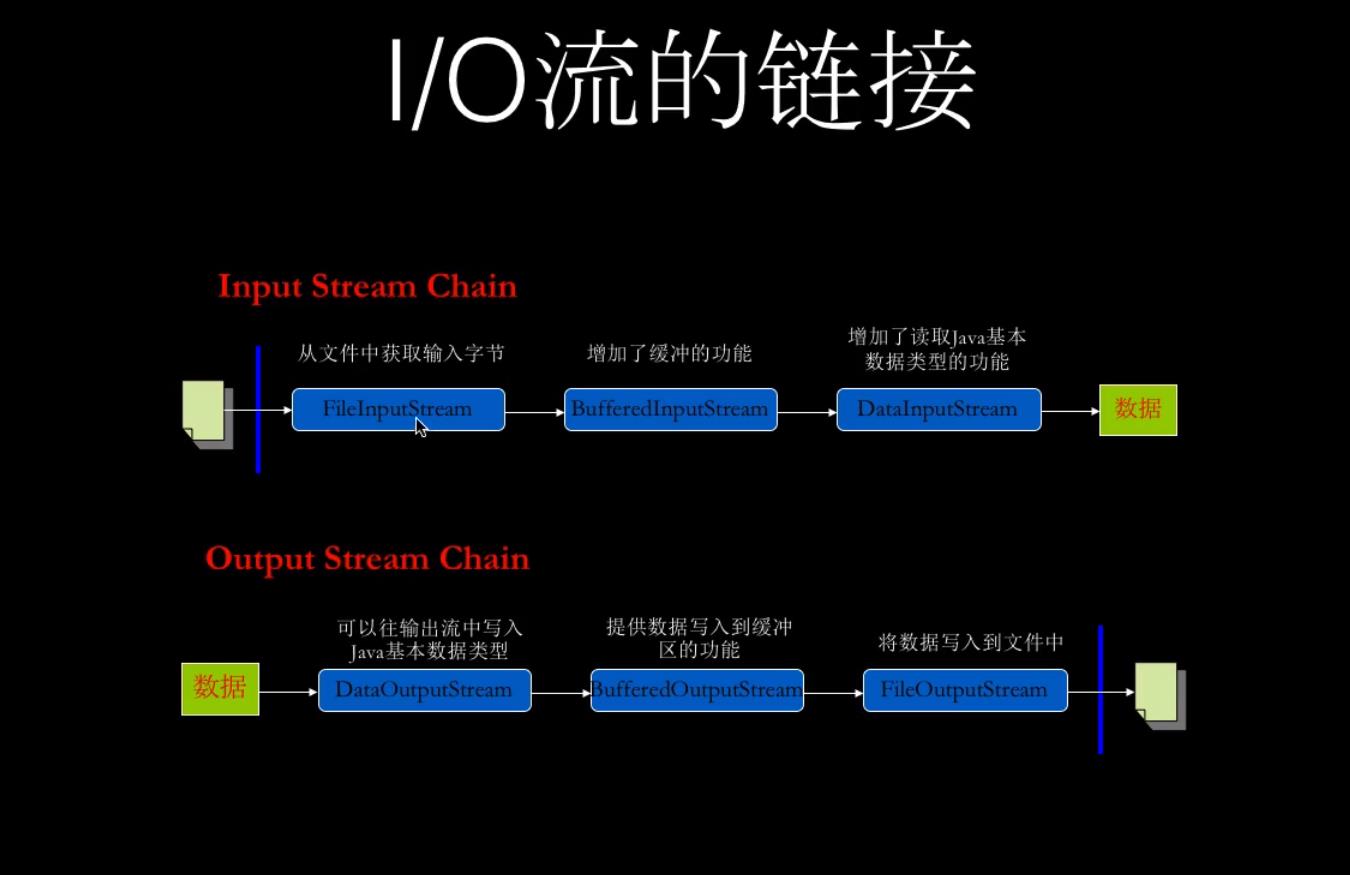 I/O流的链接
Input Stream Chain
从文件中获取输入字节
增加了缓冲的功能
增加了读取Java基本
数据类型的功能
FileInputStream
BufferedInputStream
DataInputStream
数据
Output Stream Chain
可以往输出流中写入
Java基本数据类型
提供数据写入到缓冲
区的功能
将数据写入到文件中
数据
DataOutputStream
BufferedOutputStream
FileOutputStream